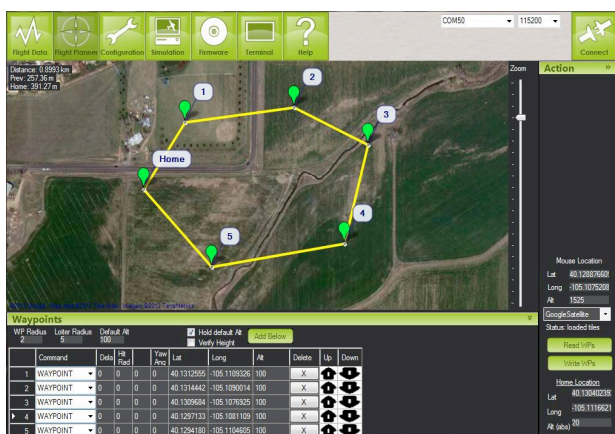 COM50 115200
Flight Data Flight Planner Configuration Simulation Firmware Terminal Help Connect
Distance: 0.8993 km
Prev: 257.36 m
Home: 391.27 m
Zoom
Action »
1
2
3
Home
4
5
Mouse Location
Lat 40.1288766
Long -105.1075208
Alt 1525
GoogleSatellite
Status: loaded tiles
Read WPs
Write WPs
Home Location
Lat 40.13040239
Long -105.1116621
Alt (abs) 20
Waypoints
WP Radius Loiter Radius Default Alt
2 5 100
Hold default Alt
Verify Height
Add Below
Command Dela Hit Rad Yaw Ang Lat Long Alt Delete Up Down
1 WAYPOINT 0 0 0 0 40.1312555 -105.1109326 100 X
2 WAYPOINT 0 0 0 0 40.1314442 -105.1090014 100 X
3 WAYPOINT 0 0 0 0 40.1309684 -105.1076925 100 X
4 WAYPOINT 0 0 0 0 40.1297133 -105.1081109 100 X
5 WAYPOINT 0 0 0 0 40.1294180 -105.1104605 100 X